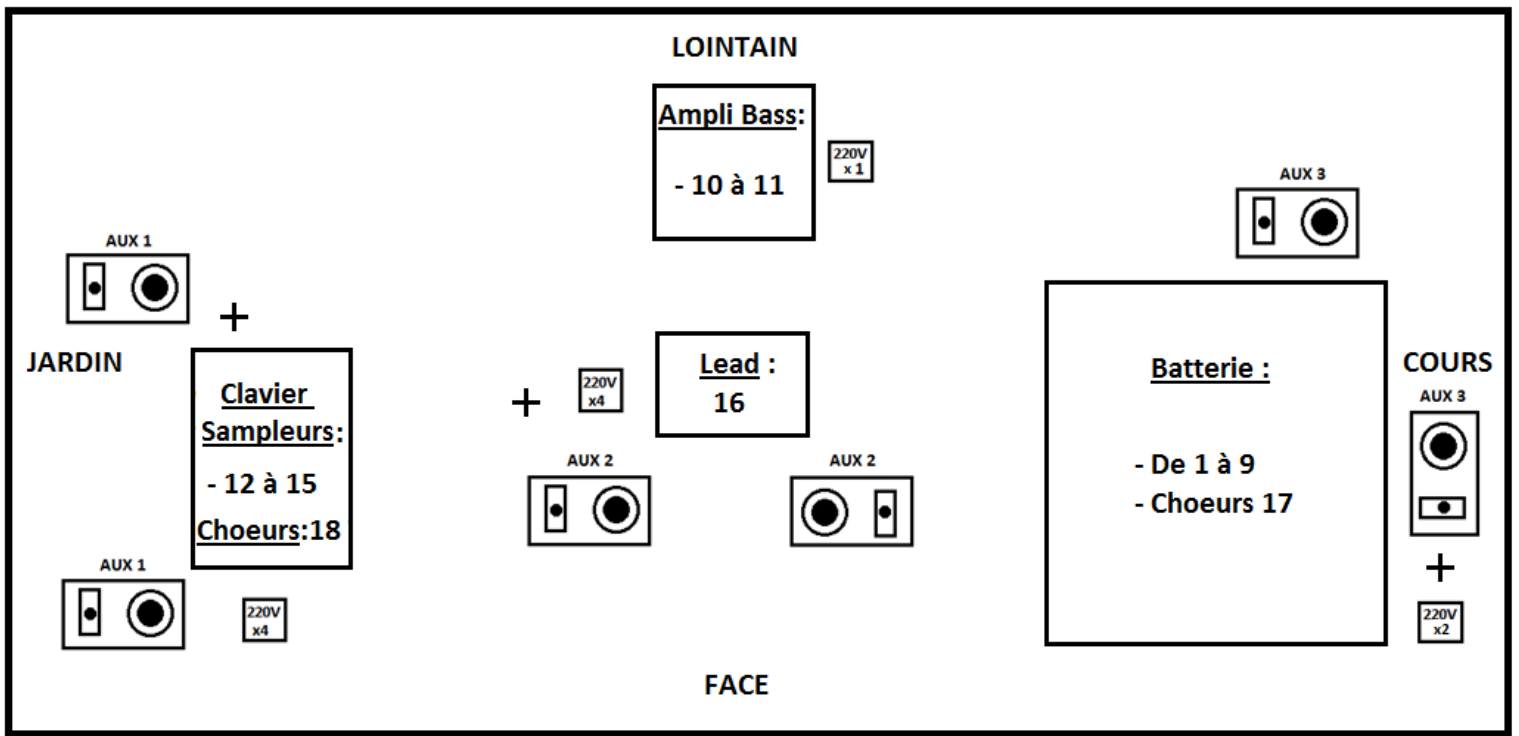 LOINTAIN
Ampli Bass:
- 10 à 11
220V
x 1
AUX 3
AUX 1
+
JARDIN
Clavier
Sampleurs:
- 12 à 15
Choeurs:18
AUX 1
220V
x4
+
220V
x4
Lead :
16
AUX 2
AUX 2
Batterie :
- De 1 à 9
- Choeurs 17
COURS
AUX 3
+
220V
x2
FACE